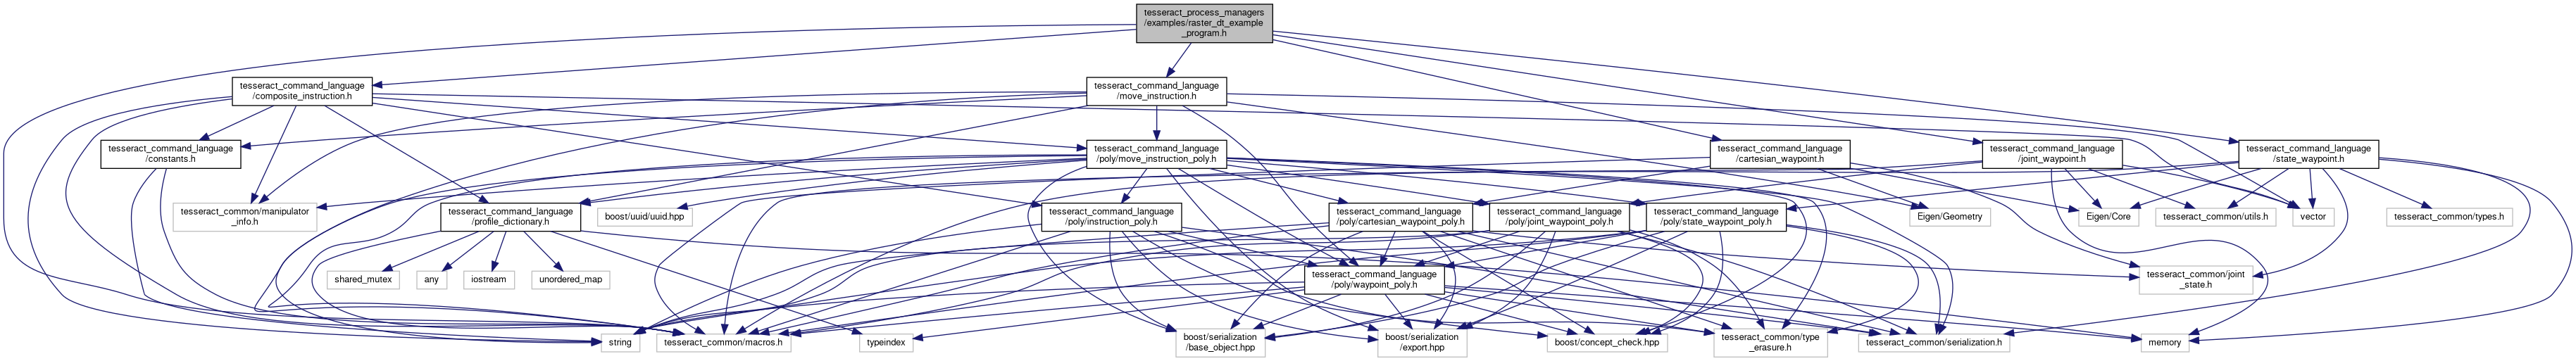 tesseract_process_managers
/examples/raster_dt_example
_program.h
tesseract_command_language
/composite_instruction.h
tesseract_command_language
/move_instruction.h
tesseract_command_language
/constants.h
tesseract_command_language
/poly/move_instruction_poly.h
tesseract_command_language
/cartesian_waypoint.h
tesseract_command_language
/joint_waypoint.h
tesseract_command_language
/state_waypoint.h
tesseract_common/manipulator
_info.h
tesseract_command_language
/profile_dictionary.h
boost/uuid/uuid.hpp
tesseract_command_language
/poly/instruction_poly.h
tesseract_command_language
/poly/cartesian_waypoint_poly.h
tesseract_command_language
/poly/joint_waypoint_poly.h
tesseract_command_language
/poly/state_waypoint_poly.h
Eigen/Geometry
Eigen/Core
tesseract_common/utils.h
vector
tesseract_common/types.h
shared_mutex
any
iostream
unordered_map
tesseract_command_language
/poly/waypoint_poly.h
tesseract_common/joint
_state.h
string
tesseract_common/macros.h
typeindex
boost/serialization
/base_object.hpp
boost/serialization
/export.hpp
boost/concept_check.hpp
tesseract_common/type
_erasure.h
tesseract_common/serialization.h
memory